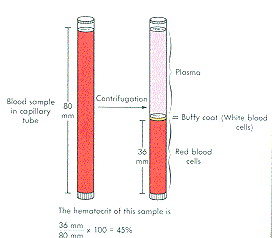 Blood sample
in capillary
tube
80
mm
Centrifugation
Plasma
= Buffy coat (White blood
cells)
36
mm
Red blood
cells
The hematocrit of this sample is
36 mm
80 mm
x 100 = 45%